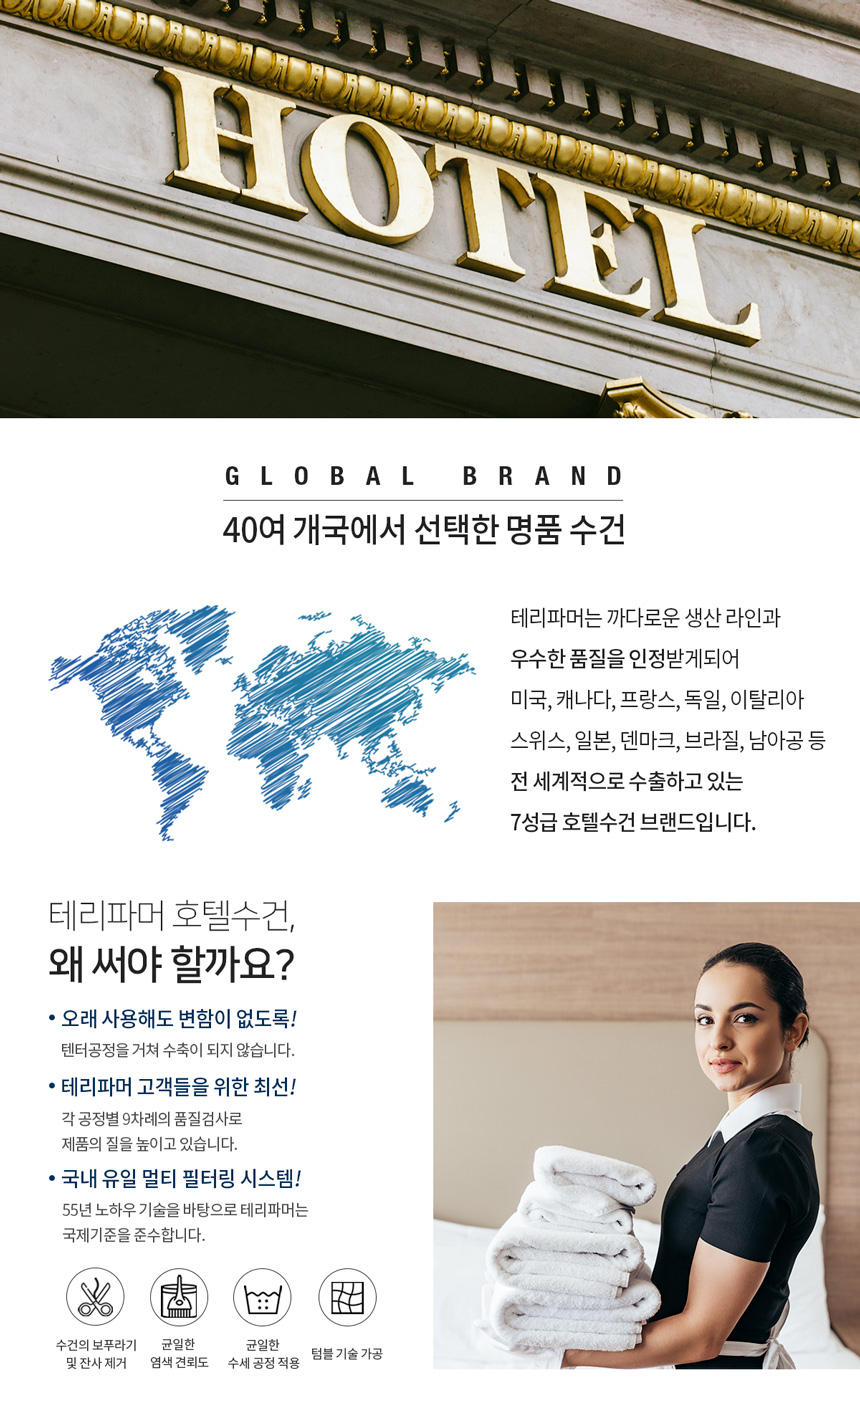 HOTEL
GLOBAL BRAND
40여 개국에서 선택한 명품 수건
테리파머는 까다로운 생산 라인과
우수한 품질을 인정받게되어
미국, 캐나다, 프랑스, 독일, 이탈리아
스위스, 일본, 덴마크, 브라질, 남아공 등
전 세계적으로 수출하고 있는
7성급 호텔수건 브랜드입니다.
테리파머 호텔수건,
왜 써야 할까요?
• 오래 사용해도 변함이 없도록!
텐터공정을 거쳐 수축이 되지 않습니다.
• 테리파머 고객들을 위한 최선!
각 공정별 9차례의 품질검사로
제품의 질을 높이고 있습니다.
• 국내 유일 멀티 필터링 시스템!
55년 노하우 기술을 바탕으로 테리파머는
국제기준을 준수합니다.
수건의 보푸라기
및 잔사 제거
균일한
염색 견뢰도
균일한
수세 공정 적용
텀블 기술 가공